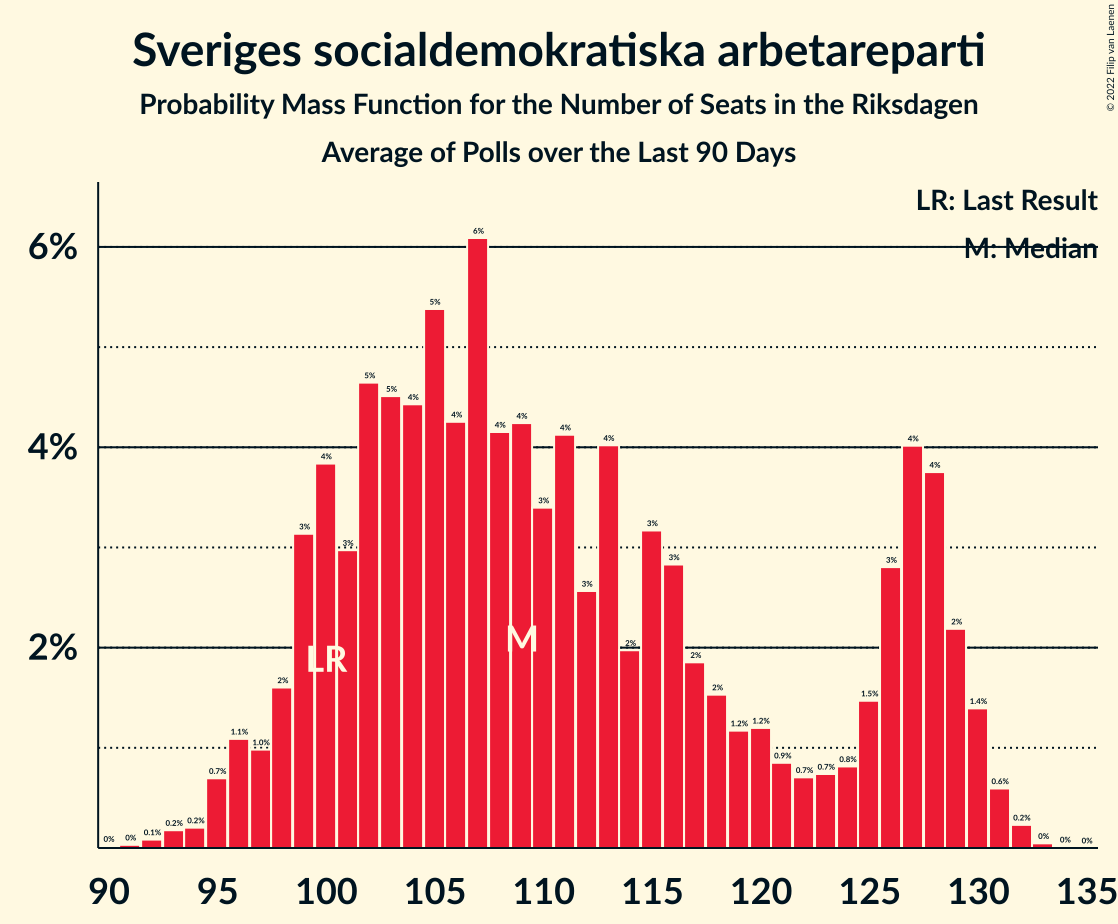 Sveriges socialdemokratiska arbetareparti
Probability Mass Function for the Number of Seats in the Riksdagen
Average of Polls over the Last 90 Days
© 2022 Filip van Laenen
LR: Last Result
M: Median
6%
4%
2%
0% 0% 0.1% 0.2% 0.2% 0.7% 1.1% 1.0% 2% 3% 4% 3% 5% 5% 4% 5% 4% 6% 4% 4% 3% 4% 3% 4% 2% 3% 3% 2% 2% 1.2% 1.2% 0.9% 0.7% 0.7% 0.8% 1.5% 3% 4% 4% 2% 1.4% 0.6% 0.2% 0% 0% 0%
LR
M
90 95 100 105 110 115 120 125 130 135